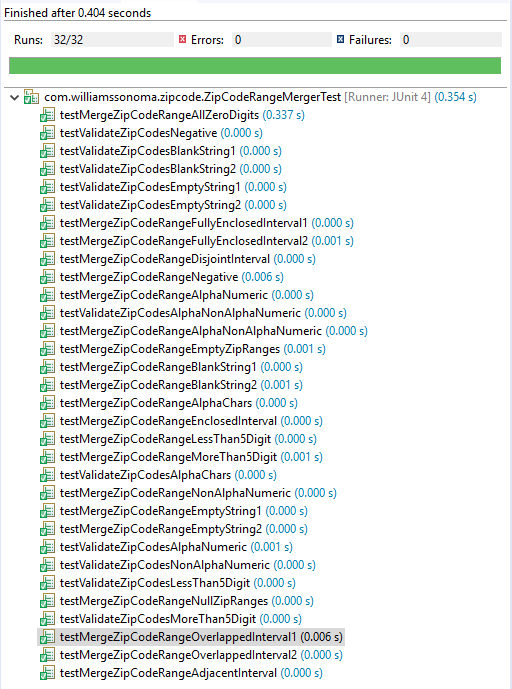 Finished after 0.404 seconds
Runs: 32/32 Errors: 0 Failures: 0
com.williamssonoma.zipcode.ZipCodeRangeMergerTest [Runner: JUnit 4] (0.354 s)
testMergeZipCodeRangeAllZeroDigits (0.337 s)
testValidateZipCodesNegative (0.000 s)
testValidateZipCodesBlankString1 (0.000 s)
testValidateZipCodesBlankString2 (0.000 s)
testValidateZipCodesEmptyString1 (0.000 s)
testValidateZipCodesEmptyString2 (0.000 s)
testMergeZipCodeRangeFullyEnclosedInterval1 (0.000 s)
testMergeZipCodeRangeFullyEnclosedInterval2 (0.001 s)
testMergeZipCodeRangeDisjointInterval (0.000 s)
testMergeZipCodeRangeNegative (0.006 s)
testMergeZipCodeRangeAlphaNumeric (0.000 s)
testValidateZipCodesAlphaNonAlphaNumeric (0.000 s)
testMergeZipCodeRangeAlphaNonAlphaNumeric (0.000 s)
testMergeZipCodeRangeEmptyZipRanges (0.001 s)
testMergeZipCodeRangeBlankString1 (0.000 s)
testMergeZipCodeRangeBlankString2 (0.001 s)
testMergeZipCodeRangeAlphaChars (0.000 s)
testMergeZipCodeRangeEnclosedInterval (0.000 s)
testMergeZipCodeRangeLessThan5Digit (0.000 s)
testMergeZipCodeRangeMoreThan5Digit (0.001 s)
testValidateZipCodesAlphaChars (0.000 s)
testMergeZipCodeRangeNonAlphaNumeric (0.000 s)
testMergeZipCodeRangeEmptyString1 (0.000 s)
testMergeZipCodeRangeEmptyString2 (0.000 s)
testValidateZipCodesAlphaNumeric (0.001 s)
testValidateZipCodesNonAlphaNumeric (0.000 s)
testValidateZipCodesLessThan5Digit (0.000 s)
testMergeZipCodeRangeNullZipRanges (0.000 s)
testValidateZipCodesMoreThan5Digit (0.000 s)
testMergeZipCodeRangeOverlappedInterval1 (0.006 s)
testMergeZipCodeRangeOverlappedInterval2 (0.000 s)
testMergeZipCodeRangeAdjacentInterval (0.000 s)